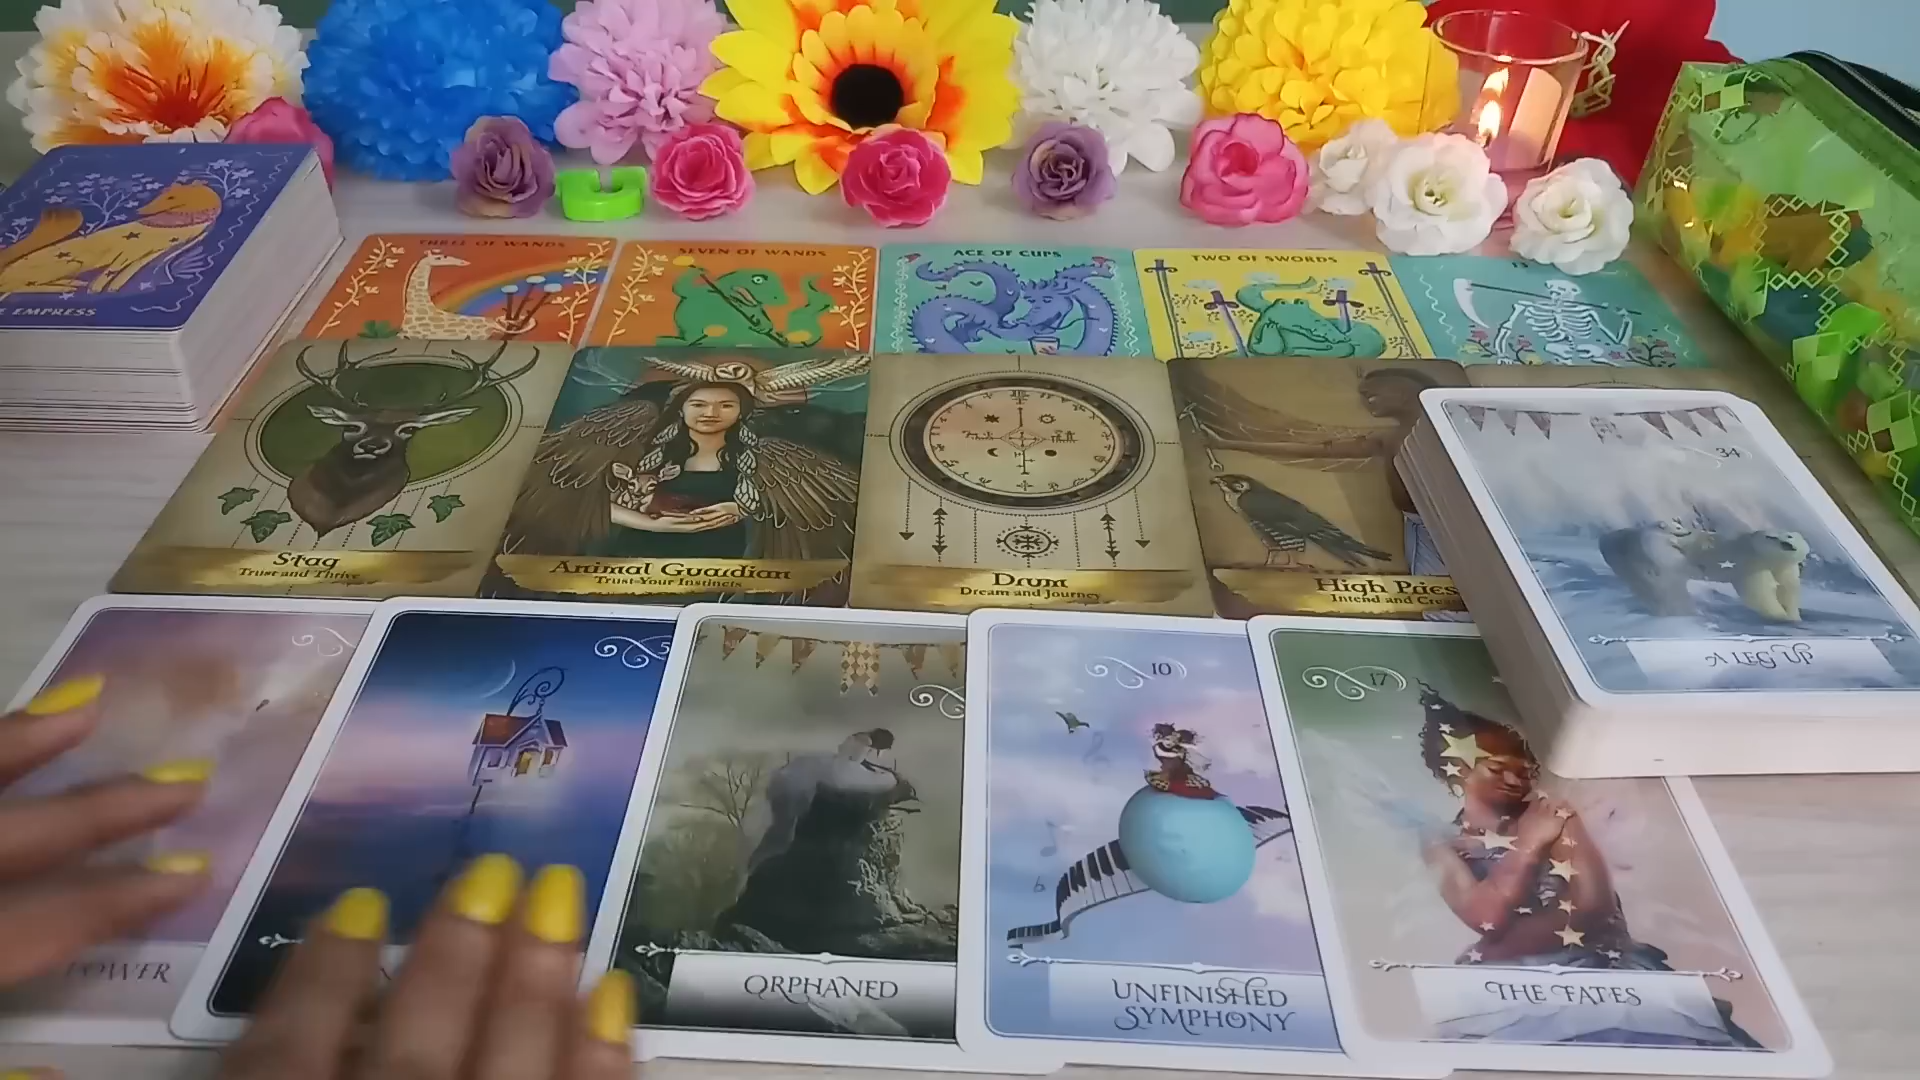 THREE OF WANDS
SEVEN OF WANDS
ACE OF CUPS
TWO OF SWORDS
13
EMPRESS
Stag
Trust and Thrive
Animal Guardian
Trust Your Instincts
Drum
Dream and Journey
High Pries
Intend and Crea
34
A LEG UP
5
10
17
POWER
ORPHANED
UNFINISHED
SYMPHONY
THE FATES